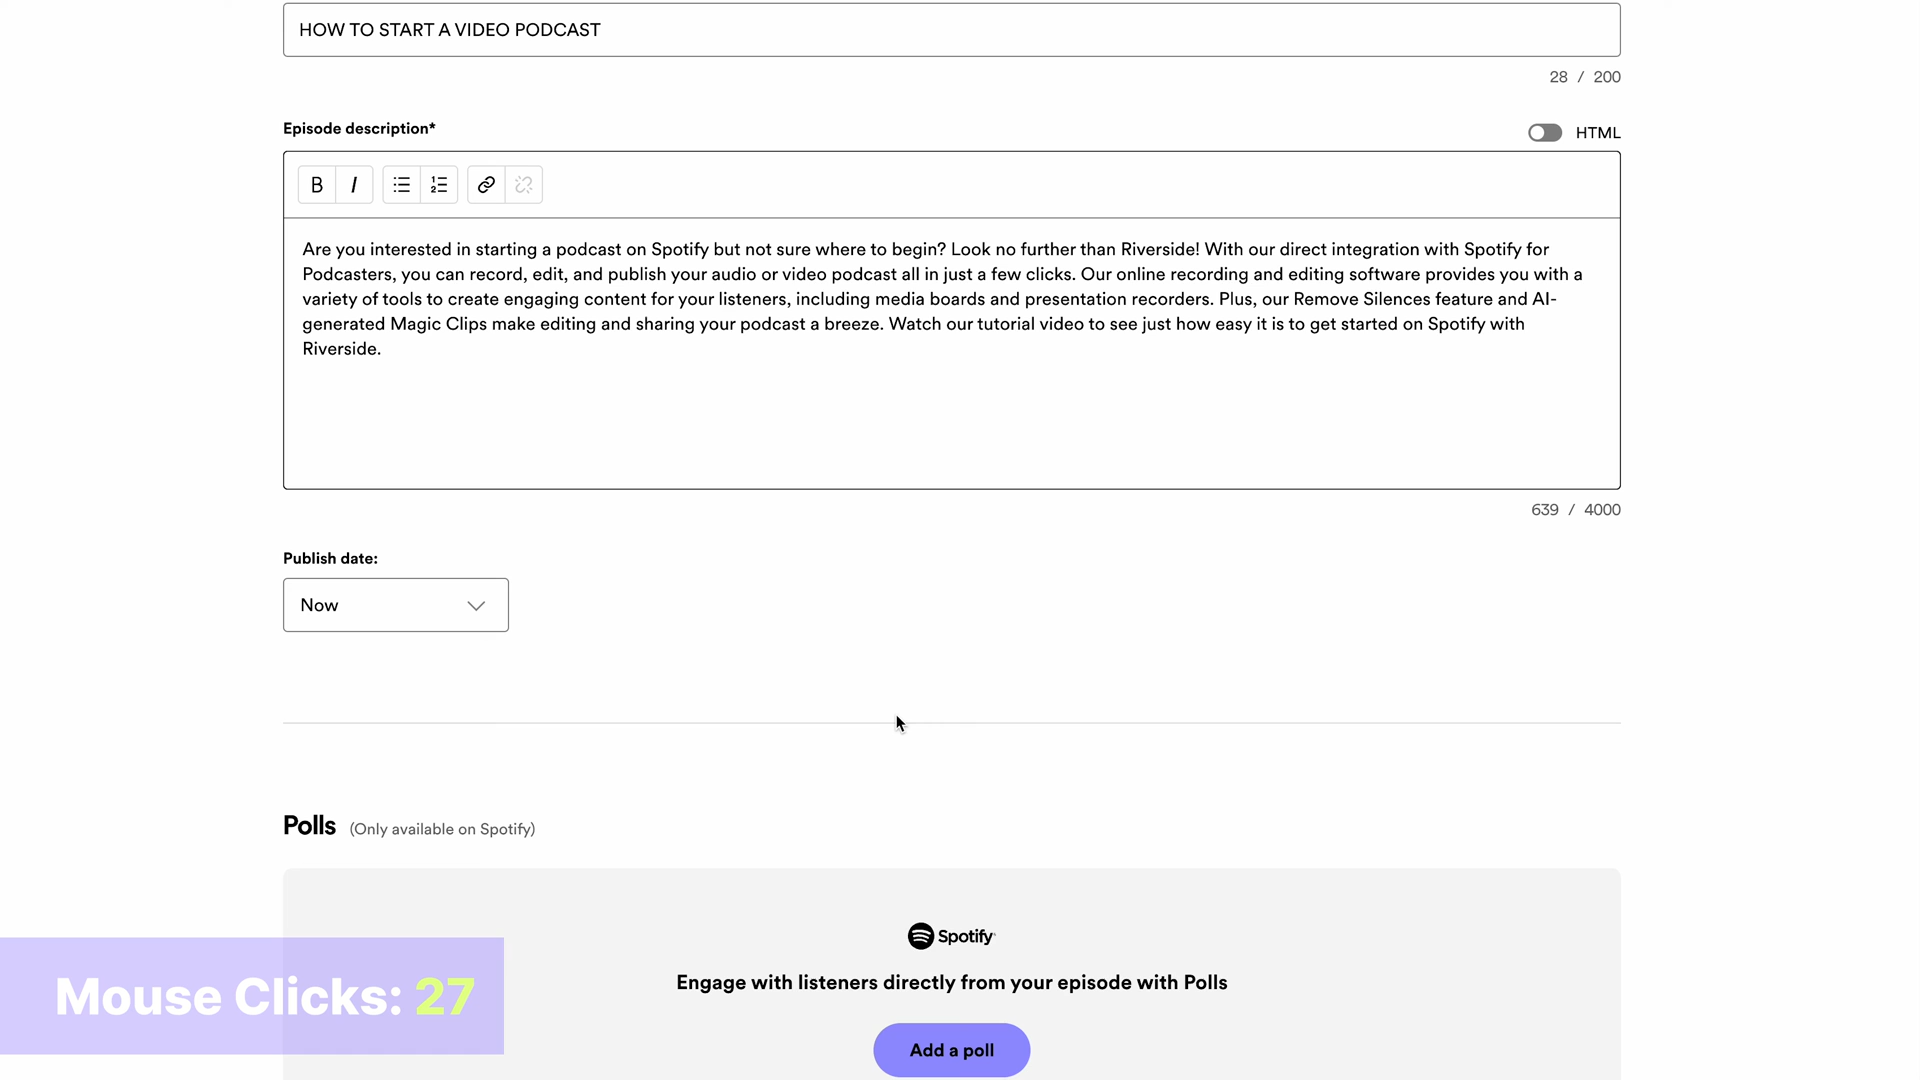 HOW TO START A VIDEO PODCAST
28 / 200
Episode description*
HTML
B I
Are you interested in starting a podcast on Spotify but not sure where to begin? Look no further than Riverside! With our direct integration with Spotify for
Podcasters, you can record, edit, and publish your audio or video podcast all in just a few clicks. Our online recording and editing software provides you with a
variety of tools to create engaging content for your listeners, including media boards and presentation recorders. Plus, our Remove Silences feature and AI-
generated Magic Clips make editing and sharing your podcast a breeze. Watch our tutorial video to see just how easy it is to get started on Spotify with
Riverside.
639 / 4000
Publish date:
Now
Polls (Only available on Spotify)
Spotify
Engage with listeners directly from your episode with Polls
Add a poll
Mouse Clicks: 27